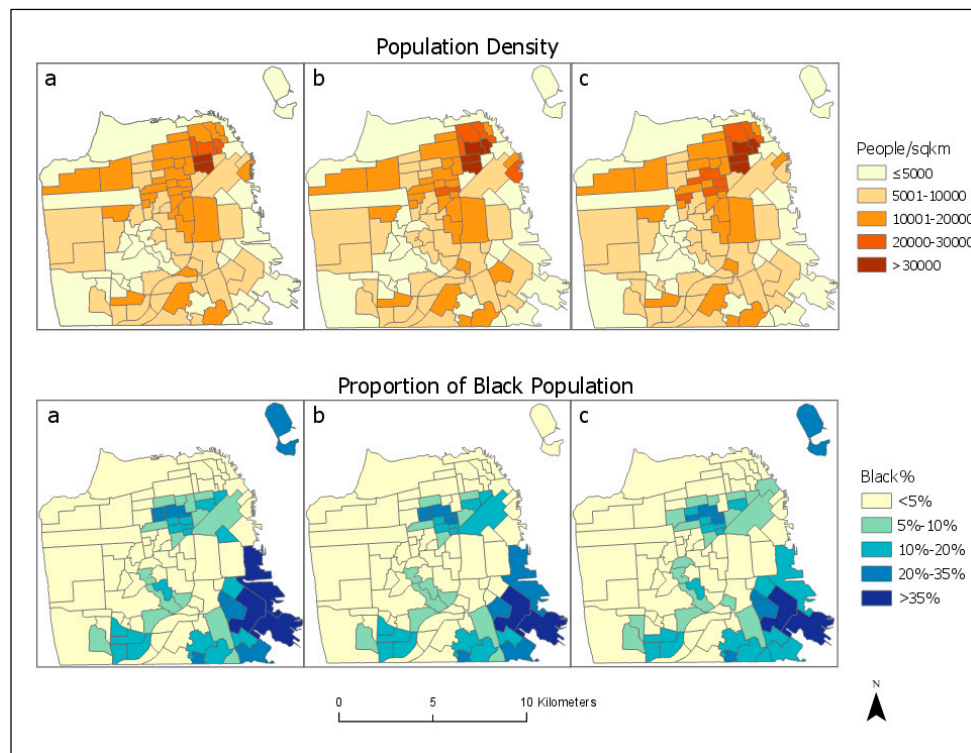 Population Density
a
b
c
People/sqkm
≤5000
5001-10000
10001-20000
20000-30000
>30000
Proportion of Black Population
a
b
c
Black%
<5%
5%-10%
10%-20%
20%-35%
>35%
0 5 10 Kilometers
N